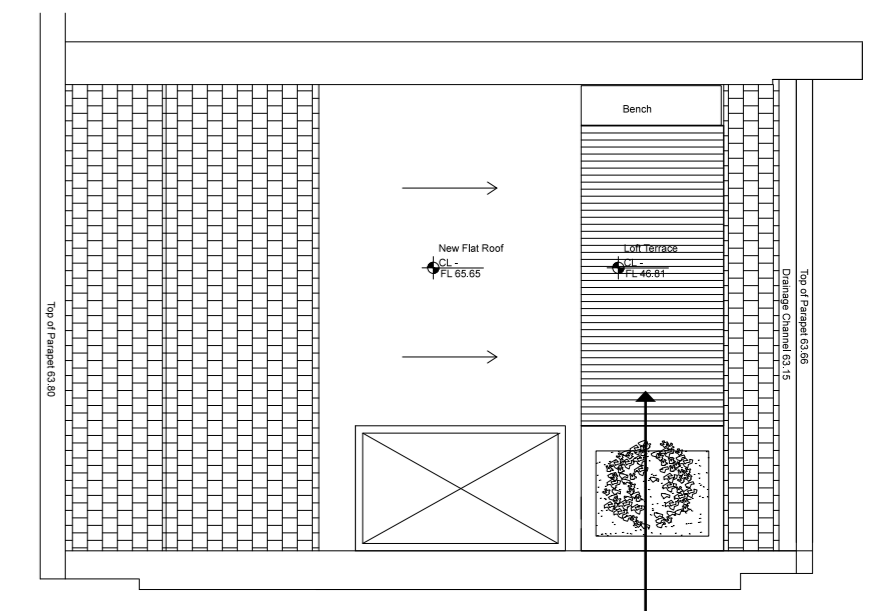 Bench
New Flat Roof
CL -
FL 65.65
Loft Terrace
CL -
FL 46.81
Top of Parapet 63.80
Drainage Channel 63.15
Top of Parapet 63.66